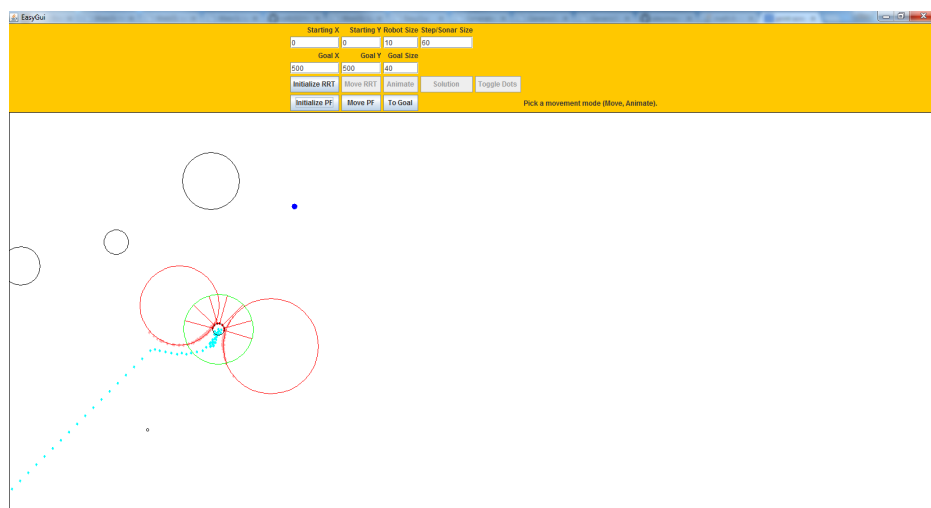 EasyGui
Starting X Starting Y Robot Size Step/Sonar Size
0 0 10 60
Goal X Goal Y Goal Size
500 500 40
Initialize RRT Move RRT Animate Solution Toggle Dots
Initialize PF Move PF To Goal Pick a movement mode (Move, Animate).